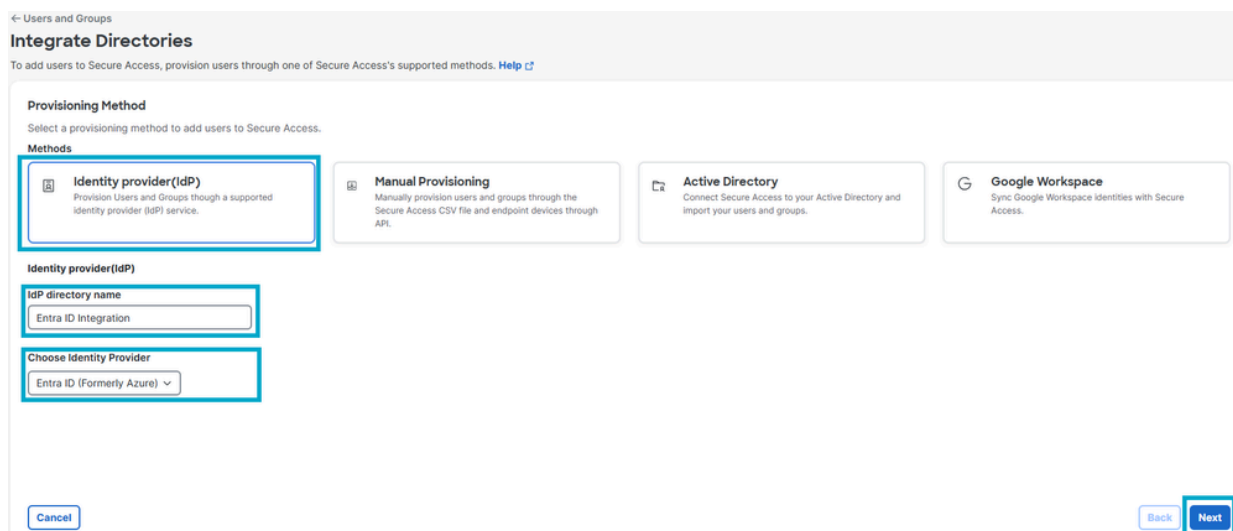 ← Users and Groups
Integrate Directories
To add users to Secure Access, provision users through one of Secure Access's supported methods. Help
Provisioning Method
Select a provisioning method to add users to Secure Access.
Methods
Identity provider(IdP)
Provision Users and Groups though a supported
identity provider (IdP) service.
Manual Provisioning
Manually provision users and groups through the
Secure Access CSV file and endpoint devices through
API.
Active Directory
Connect Secure Access to your Active Directory and
import your users and groups.
Google Workspace
Sync Google Workspace identities with Secure
Access.
Identity provider(IdP)
IdP directory name
Entra ID Integration
Choose Identity Provider
Entra ID (Formerly Azure)
Cancel
Back
Next